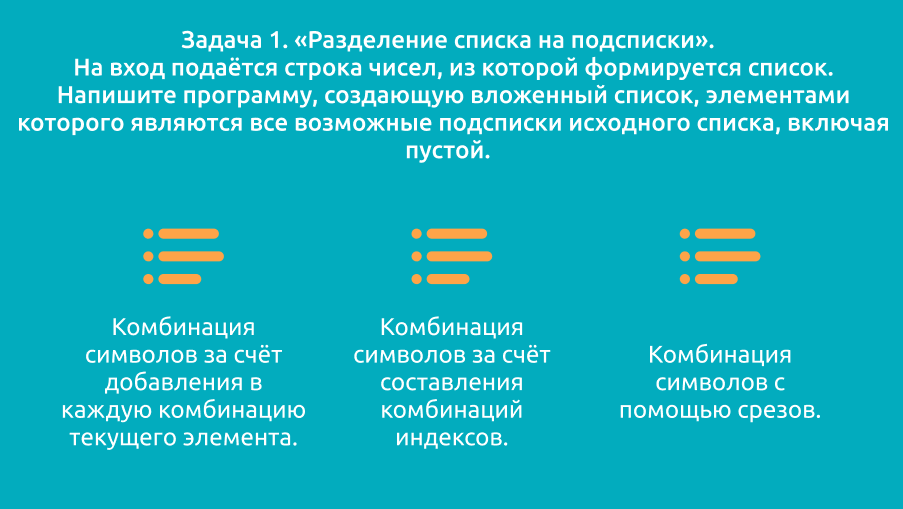 Задача 1. «Разделение списка на подсписки».
На вход подаётся строка чисел, из которой формируется список.
Напишите программу, создающую вложенный список, элементами
которого являются все возможные подсписки исходного списка, включая
пустой.
Комбинация
символов за счёт
добавления в
каждую комбинацию
текущего элемента.
Комбинация
символов за счёт
составления
комбинаций
индексов.
Комбинация
символов с
помощью срезов.